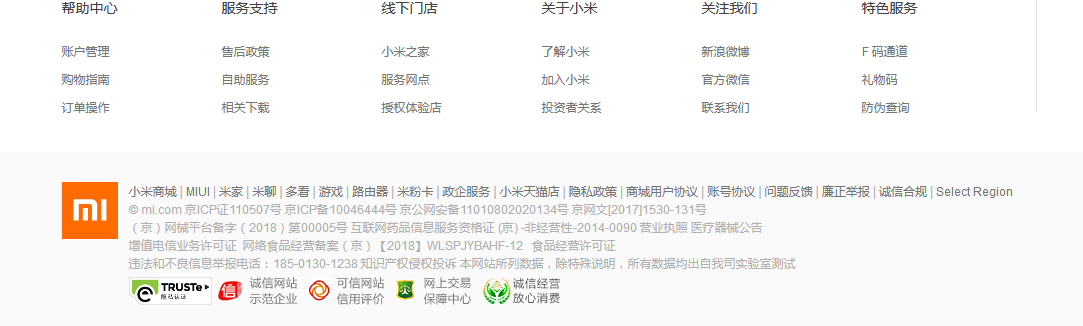 帮助中心 服务支持 线下门店 关于小米 关注我们 特色服务
账户管理 售后政策 小米之家 了解小米 新浪微博 F 码通道
购物指南 自助服务 服务网点 加入小米 官方微信 礼物码
订单操作 相关下载 授权体验店 投资者关系 联系我们 防伪查询
小米商城 | MIUI | 米家 | 米聊 | 多看 | 游戏 | 路由器 | 米粉卡 | 政企服务 | 小米天猫店 | 隐私政策 | 商城用户协议 | 账号协议 | 问题反馈 | 廉正举报 | 诚信合规 | Select Region
© mi.com 京ICP证110507号 京ICP备10046444号 京公网安备11010802020134号 京网文[2017]1530-131号
（京）网械平台备字（2018）第00005号 互联网药品信息服务资格证 (京) -非经营性-2014-0090 营业执照 医疗器械公告
增值电信业务许可证 网络食品经营备案（京）【2018】WLSPJYBAHF-12 食品经营许可证
违法和不良信息举报电话：185-0130-1238 知识产权侵权投诉 本网站所列数据，除特殊说明，所有数据均出自我司实验室测试
mi
TRUSTe 隐私认证
信 诚信网站 示范企业
可信网站 信用评价
网上交易 保障中心
诚信经营 放心消费